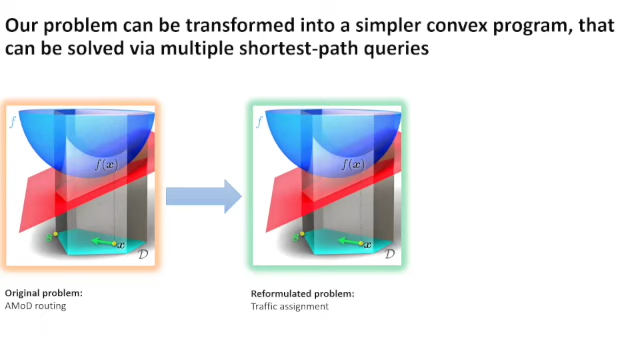 Our problem can be transformed into a simpler convex program, that
can be solved via multiple shortest-path queries
f
f(x)
s
x
D
f
f(x)
s
x
D
Original problem:
AMoD routing
Reformulated problem:
Traffic assignment